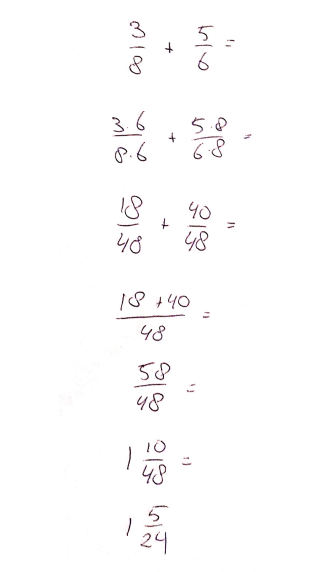 3/8 + 5/6 =
3·6/8·6 + 5·8/6·8 =
18/48 + 40/48 =
18+40/48 =
58/48 =
1 10/48 =
1 5/24